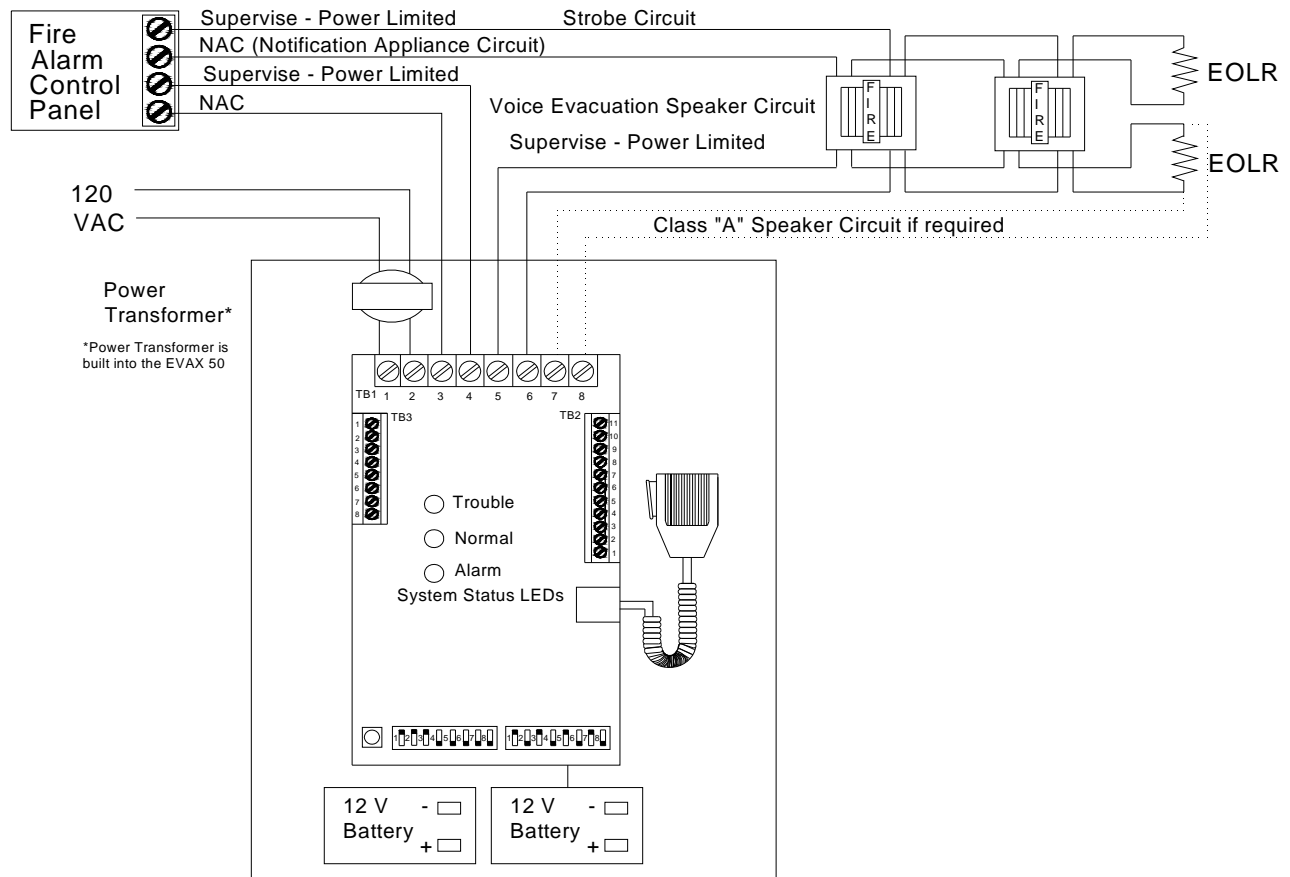 Fire
Alarm
Control
Panel
Supervise - Power Limited
Strobe Circuit
NAC (Notification Appliance Circuit)
Supervise - Power Limited
NAC
Voice Evacuation Speaker Circuit
Supervise - Power Limited
FIRE
FIRE
EOLR
EOLR
120
VAC
Class "A" Speaker Circuit if required
Power
Transformer*
*Power Transformer is
built into the EVAX 50
TB1 1 2 3 4 5 6 7 8
TB3
1
2
3
4
5
6
7
8
TB2
11
10
9
8
7
6
5
4
3
2
1
Trouble
Normal
Alarm
System Status LEDs
1 2 3 4 5 6 7 8
1 2 3 4 5 6 7 8
12 V -
Battery +
12 V -
Battery +